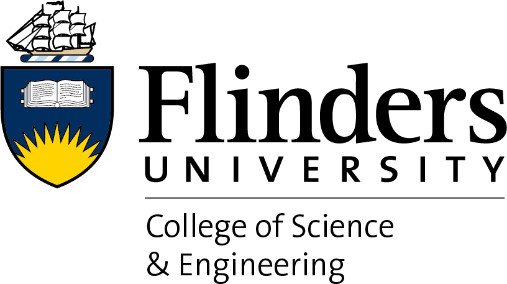 Flinders
UNIVERSITY
College of Science
& Engineering